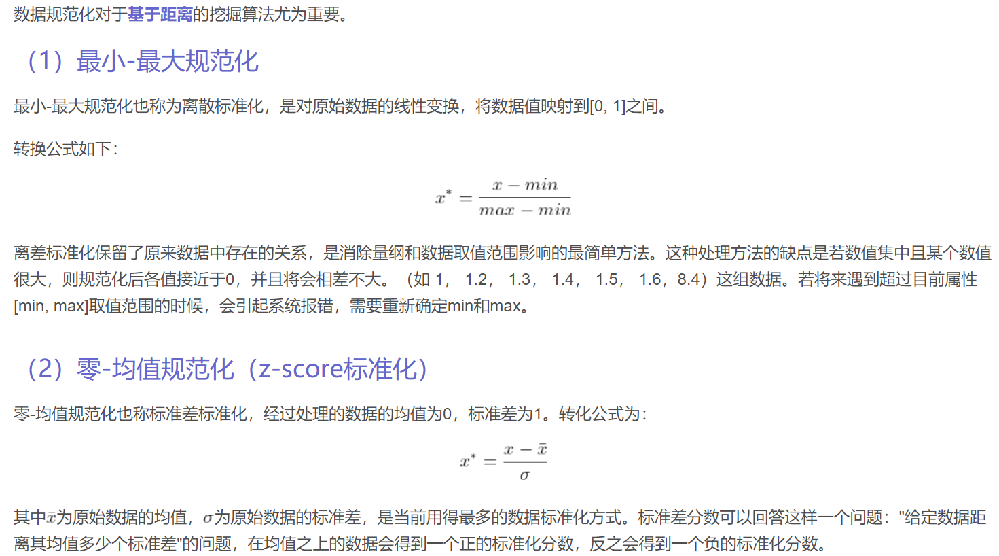 数据规范化对于基于距离的挖掘算法尤为重要。
（1）最小-最大规范化
最小-最大规范化也称为离散标准化，是对原始数据的线性变换，将数据值映射到[0, 1]之间。
转换公式如下：
x* = (x − min) / (max − min)
离差标准化保留了原来数据中存在的关系，是消除量纲和数据取值范围影响的最简单方法。这种处理方法的缺点是若数值集中且某个数值
很大，则规范化后各值接近于0，并且将会相差不大。（如 1， 1.2， 1.3， 1.4， 1.5， 1.6，8.4）这组数据。若将来遇到超过目前属性
[min, max]取值范围的时候，会引起系统报错，需要重新确定min和max。
（2）零-均值规范化（z-score标准化）
零-均值规范化也称标准差标准化，经过处理的数据的均值为0，标准差为1。转化公式为：
x* = (x − x̄) / σ
其中x̄为原始数据的均值，σ为原始数据的标准差，是当前用得最多的数据标准化方式。标准差分数可以回答这样一个问题："给定数据距
离其均值多少个标准差"的问题，在均值之上的数据会得到一个正的标准化分数，反之会得到一个负的标准化分数。